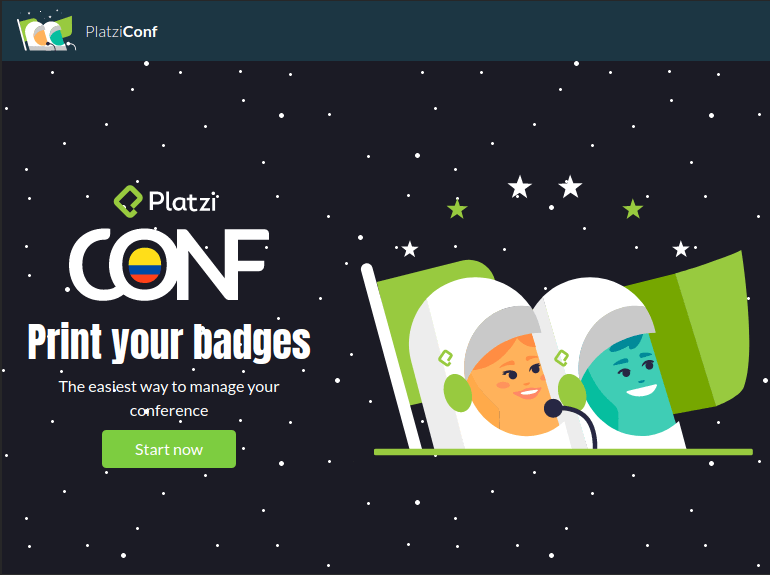 PlatziConf
Platzi
CONF
Print your badges
The easiest way to manage your
conference
Start now